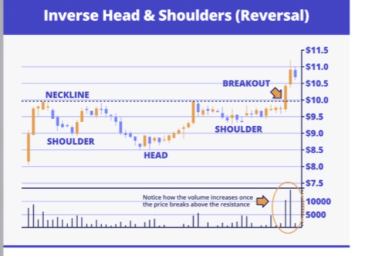 Inverse Head & Shoulders (Reversal)
$11.5
$11.0
BREAKOUT
$10.5
NECKLINE
$10.0
$9.5
SHOULDER
SHOULDER
$9.0
HEAD
$8.5
$8.0
$7.5
Notice how the volume increases once
the price breaks above the resistance
10000
5000